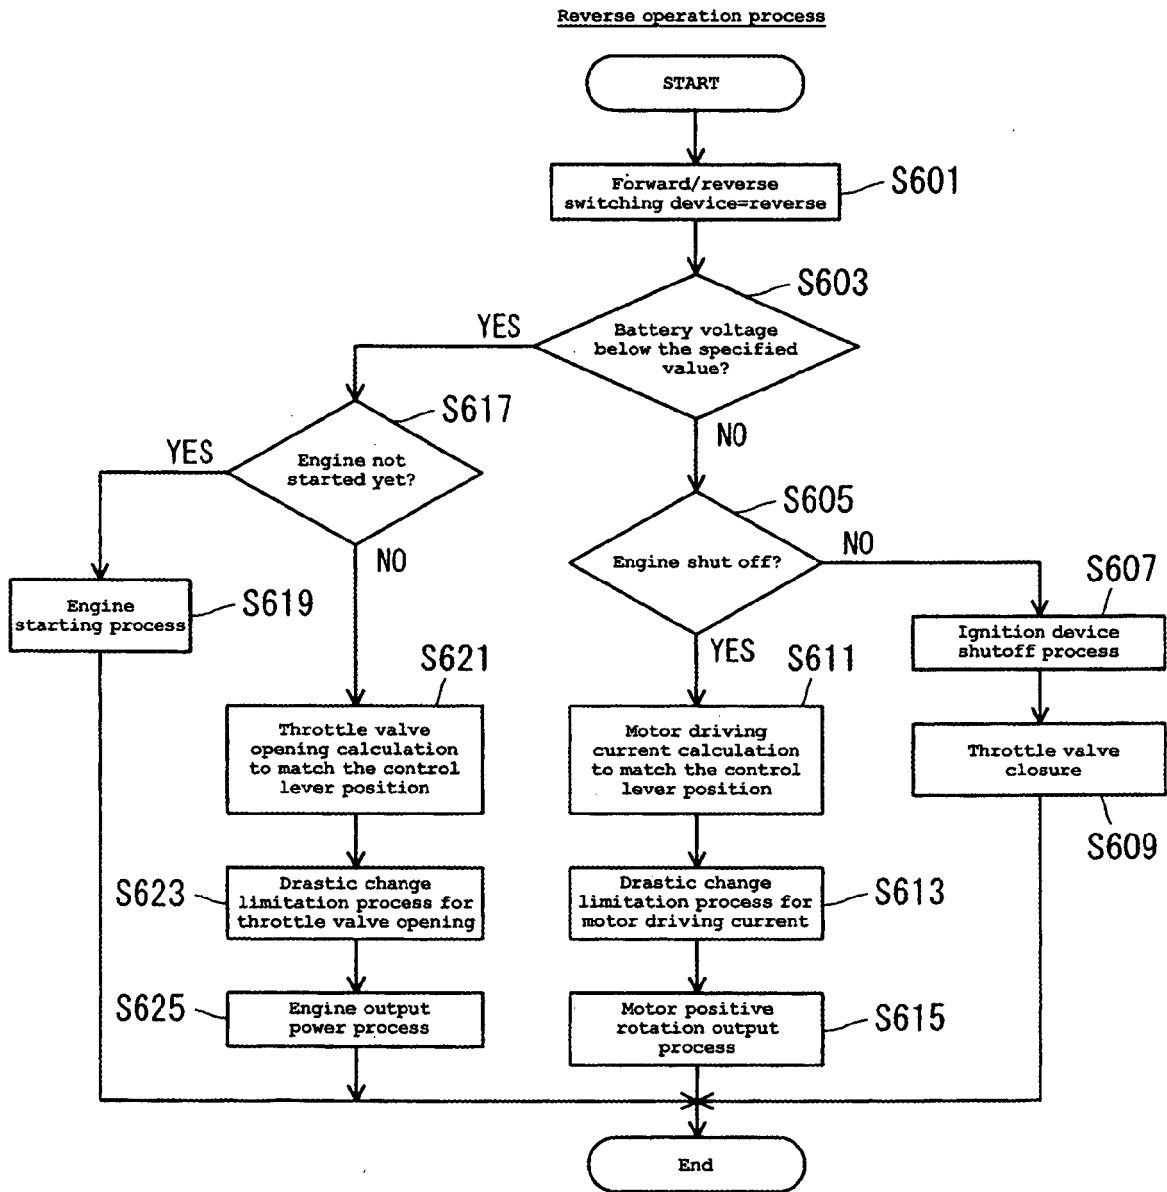 Reverse operation process
START
Forward/reverse
switching device=reverse
S601
S603
Battery voltage
below the specified
value?
YES
NO
S617
Engine not
started yet?
YES
NO
S605
Engine shut off?
NO
YES
S607
Ignition device
shutoff process
Engine
starting process
S619
S621
Throttle valve
opening calculation
to match the control
lever position
S611
Motor driving
current calculation
to match the control
lever position
Throttle valve
closure
S609
S623
Drastic change
limitation process for
throttle valve opening
Drastic change
limitation process for
motor driving current
S613
S625
Engine output
power process
Motor positive
rotation output
process
S615
End